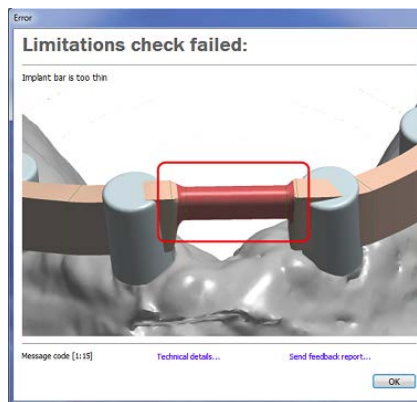 Error
Limitations check failed:
Implant bar is too thin
Message code [1:15] Technical details... Send feedback report...
OK